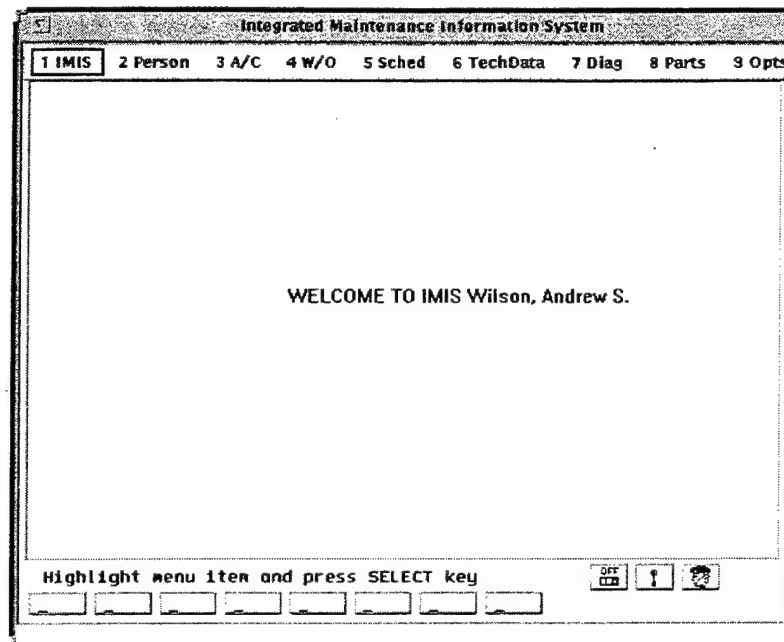 Integrated Maintenance Information System
1 IMIS 2 Person 3 A/C 4 W/O 5 Sched 6 TechData 7 Diag 8 Parts 9 Opts
WELCOME TO IMIS Wilson, Andrew S.
Highlight menu item and press SELECT key
OFF